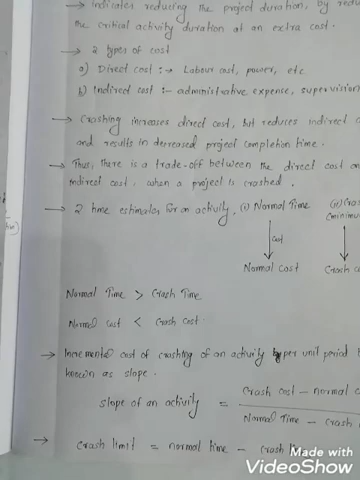 → Indicates reducing the project duration, by redu
the critical activity duration at an extra cost.
→ 2 types of cost
a) Direct cost :→ Labour cost, power, etc
b) Indirect cost :- administrative expense, supervision
→ Crashing increases direct cost, but reduces indirect c
and results in decreased project completion time.
→ Thus, there is a trade-off between the direct cost an
indirect cost, when a project is crashed.
→ 2 time estimates for an activity, (i) Normal Time (ii) Cras
(minimu
cost
Normal cost Crash c
Normal Time > Crash Time
Normal cost < Crash cost
→ Incremental cost of crashing of an activity per unit period
known as slope.
slope of an activity = Crash cost - normal c
Normal Time - crash
→ crash limit = normal time - crash
Made with
VideoShow